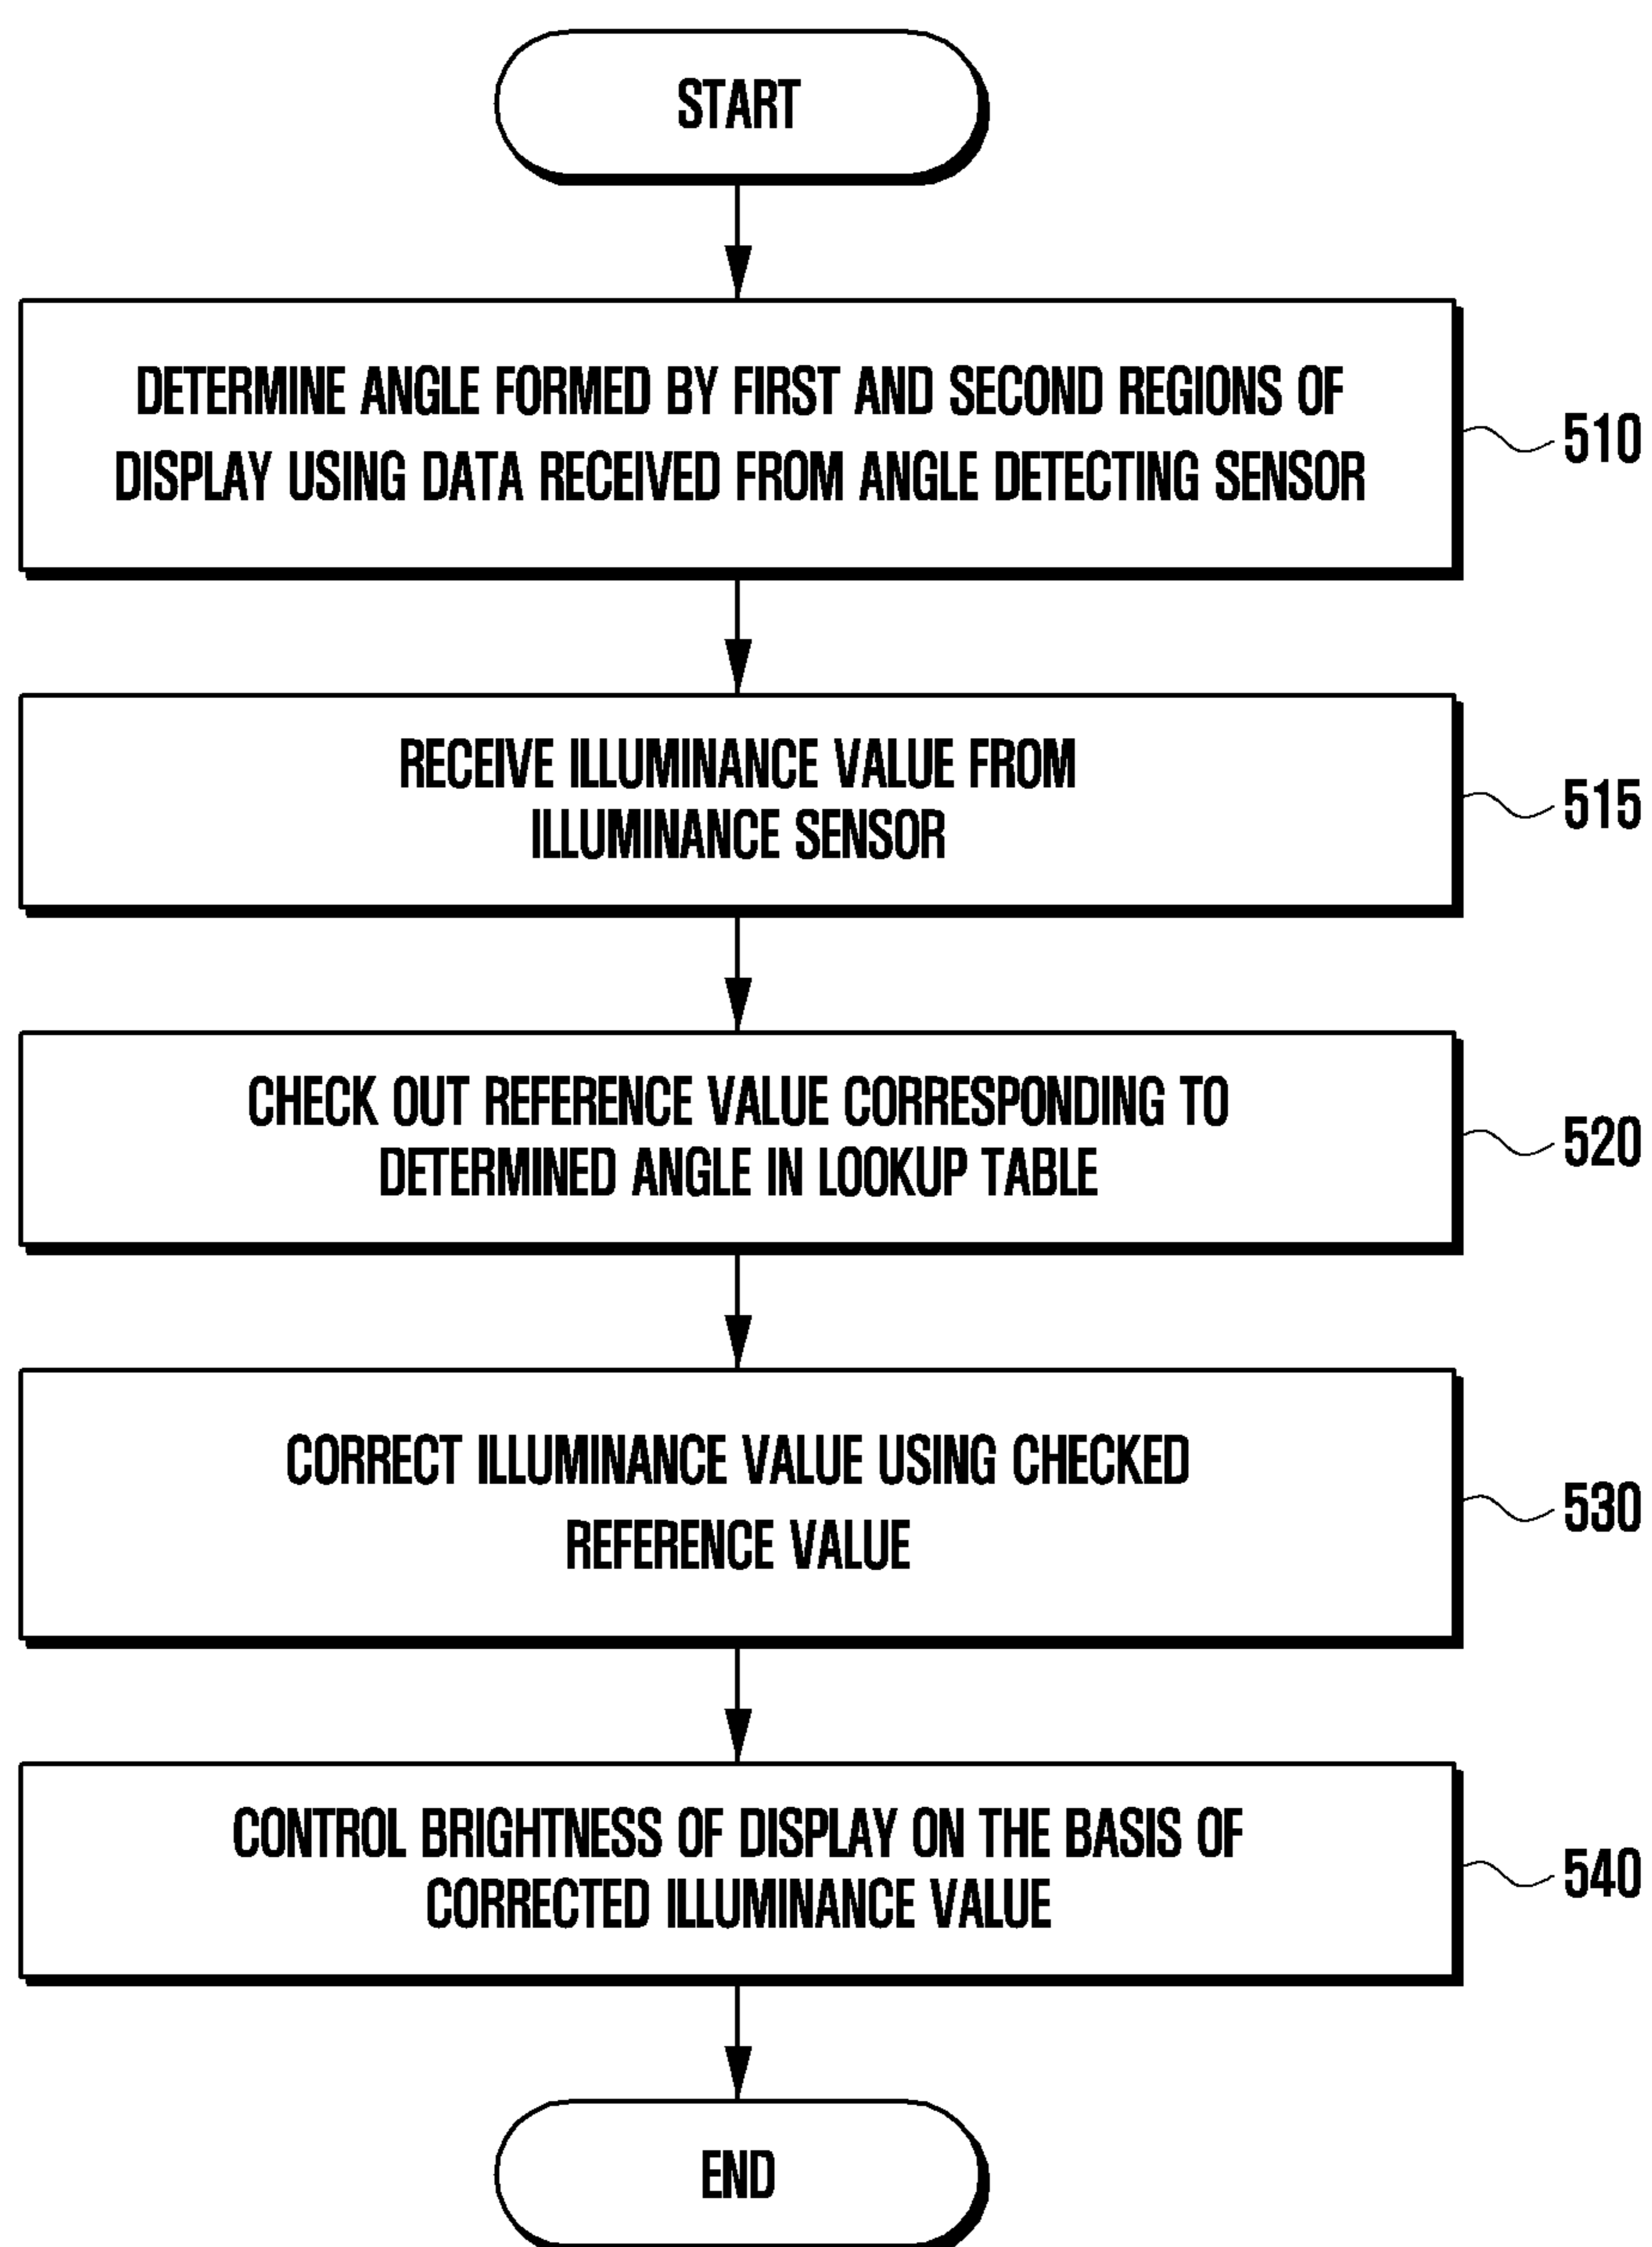 START
DETERMINE ANGLE FORMED BY FIRST AND SECOND REGIONS OF
DISPLAY USING DATA RECEIVED FROM ANGLE DETECTING SENSOR
510
RECEIVE ILLUMINANCE VALUE FROM
ILLUMINANCE SENSOR
515
CHECK OUT REFERENCE VALUE CORRESPONDING TO
DETERMINED ANGLE IN LOOKUP TABLE
520
CORRECT ILLUMINANCE VALUE USING CHECKED
REFERENCE VALUE
530
CONTROL BRIGHTNESS OF DISPLAY ON THE BASIS OF
CORRECTED ILLUMINANCE VALUE
540
END